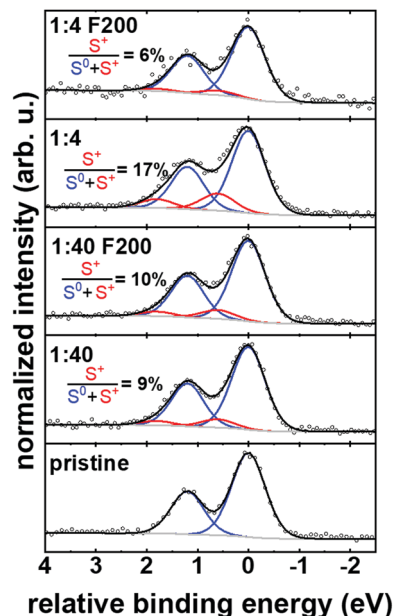 normalized intensity (arb. u.)
1:4 F200
S⁺
S⁰+S⁺
= 6%
1:4
S⁺
S⁰+S⁺
= 17%
1:40 F200
S⁺
S⁰+S⁺
= 10%
1:40
S⁺
S⁰+S⁺
= 9%
pristine
4 3 2 1 0 -1 -2
relative binding energy (eV)